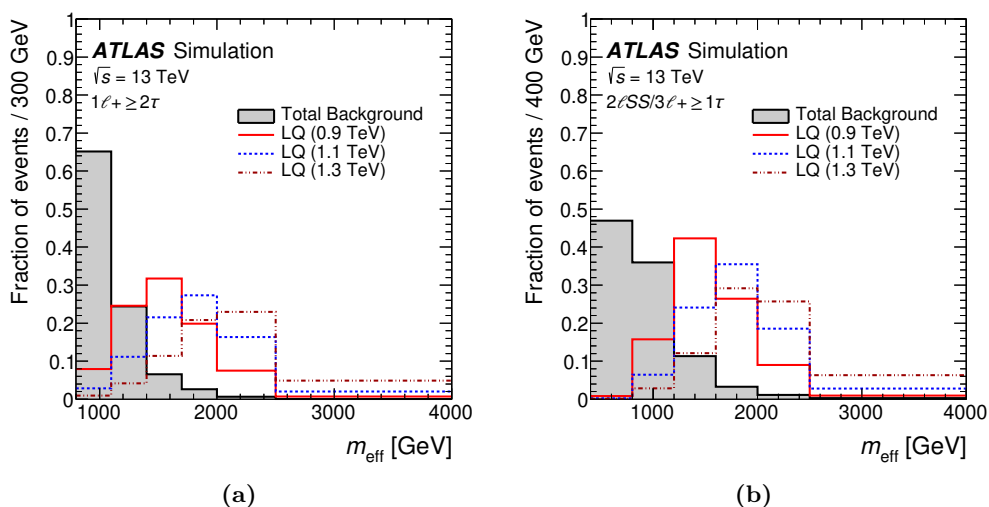 Fraction of events / 300 GeV
1
0.9
0.8
0.7
0.6
0.5
0.4
0.3
0.2
0.1
0
ATLAS Simulation
√s = 13 TeV
1ℓ+≥2τ
Total Background
LQ (0.9 TeV)
LQ (1.1 TeV)
LQ (1.3 TeV)
1000
2000
3000
4000
m_eff [GeV]
(a)
Fraction of events / 400 GeV
1
0.9
0.8
0.7
0.6
0.5
0.4
0.3
0.2
0.1
0
ATLAS Simulation
√s = 13 TeV
2ℓSS/3ℓ+≥1τ
Total Background
LQ (0.9 TeV)
LQ (1.1 TeV)
LQ (1.3 TeV)
1000
2000
3000
4000
m_eff [GeV]
(b)